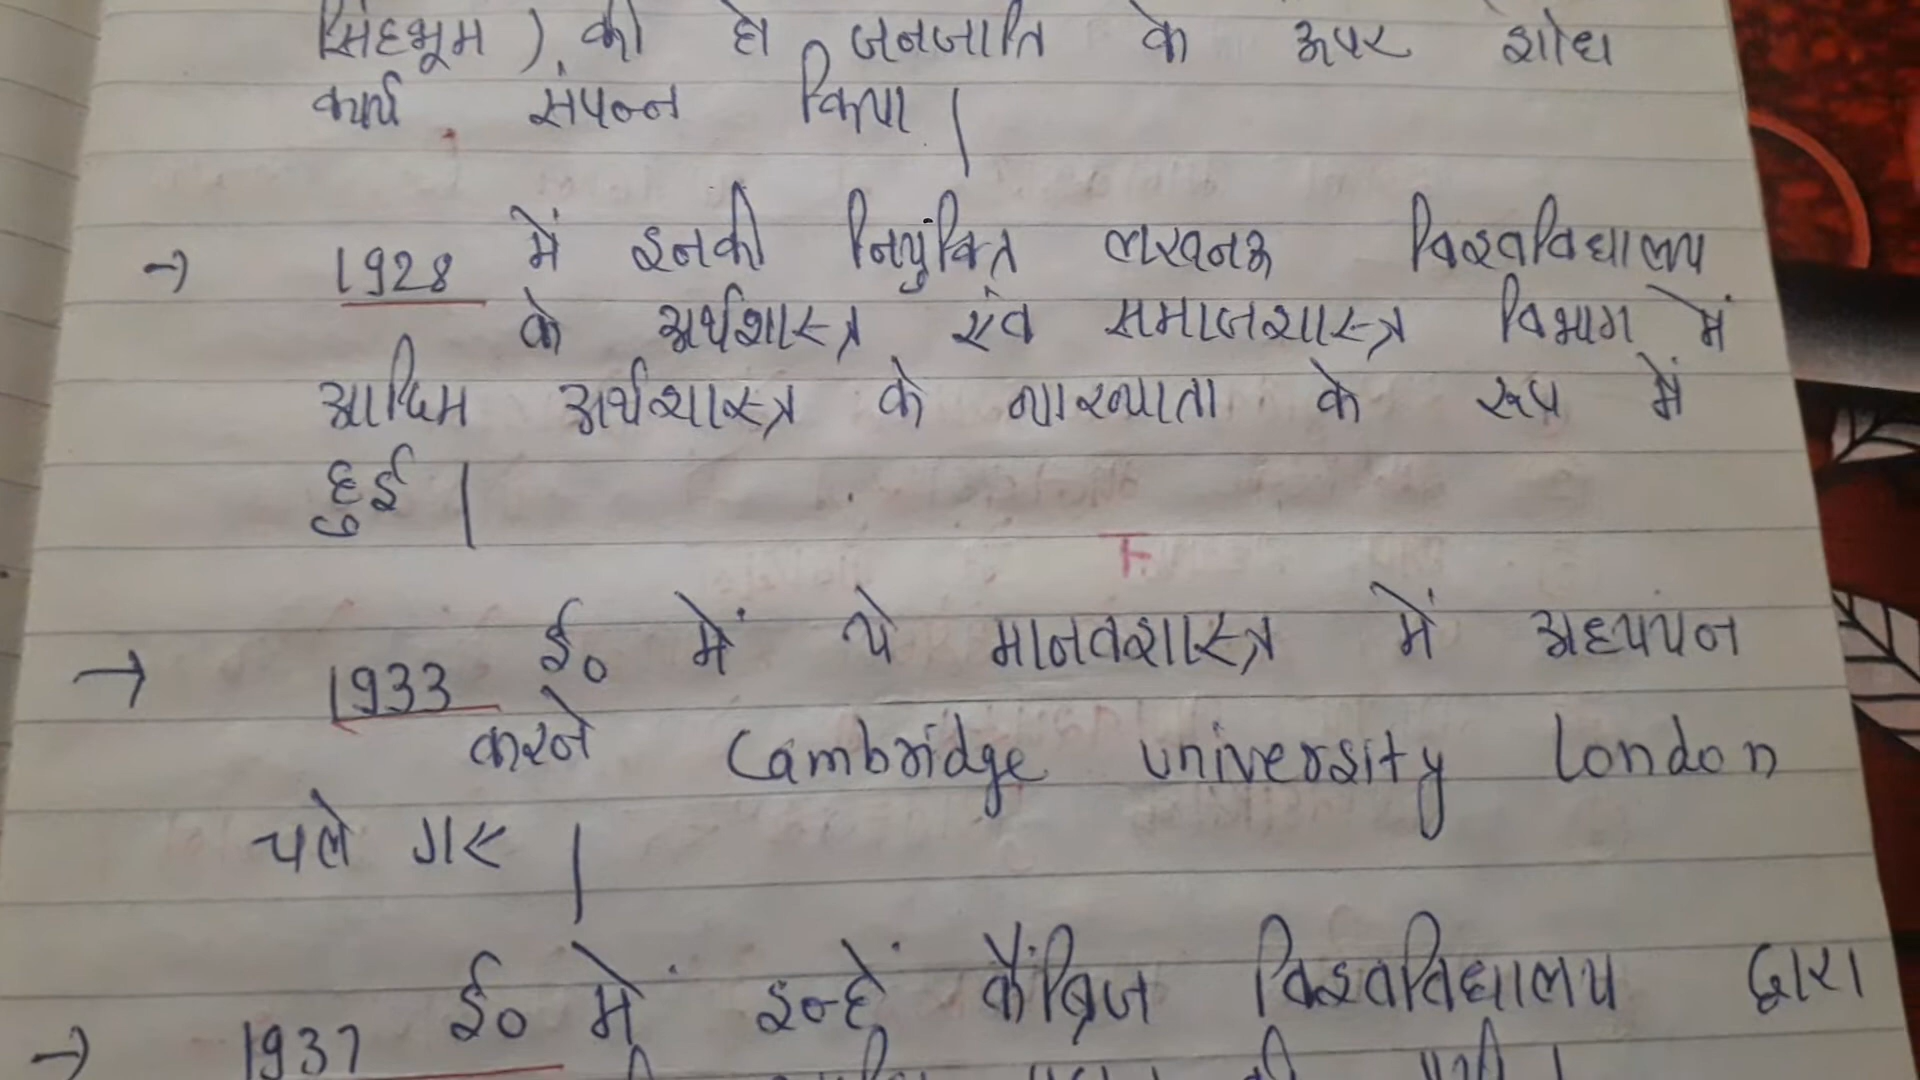 सिंहभूम) की हो जनजाति के ऊपर शोध
कार्य संपन्न किया |
→ 1928 में इनकी नियुक्ति लखनऊ विश्वविद्यालय
के अर्थशास्त्र एंव समाजशास्त्र विभाग में
आदिम अर्थशास्त्र के व्याख्याता के रूप में
हुई |
→ 1933 ई० में ये मानवशास्त्र में अध्ययन
करने Cambridge university London
चले गए |
→ 1937 ई० में इन्हें कैंब्रिज विश्वविद्यालय द्वारा